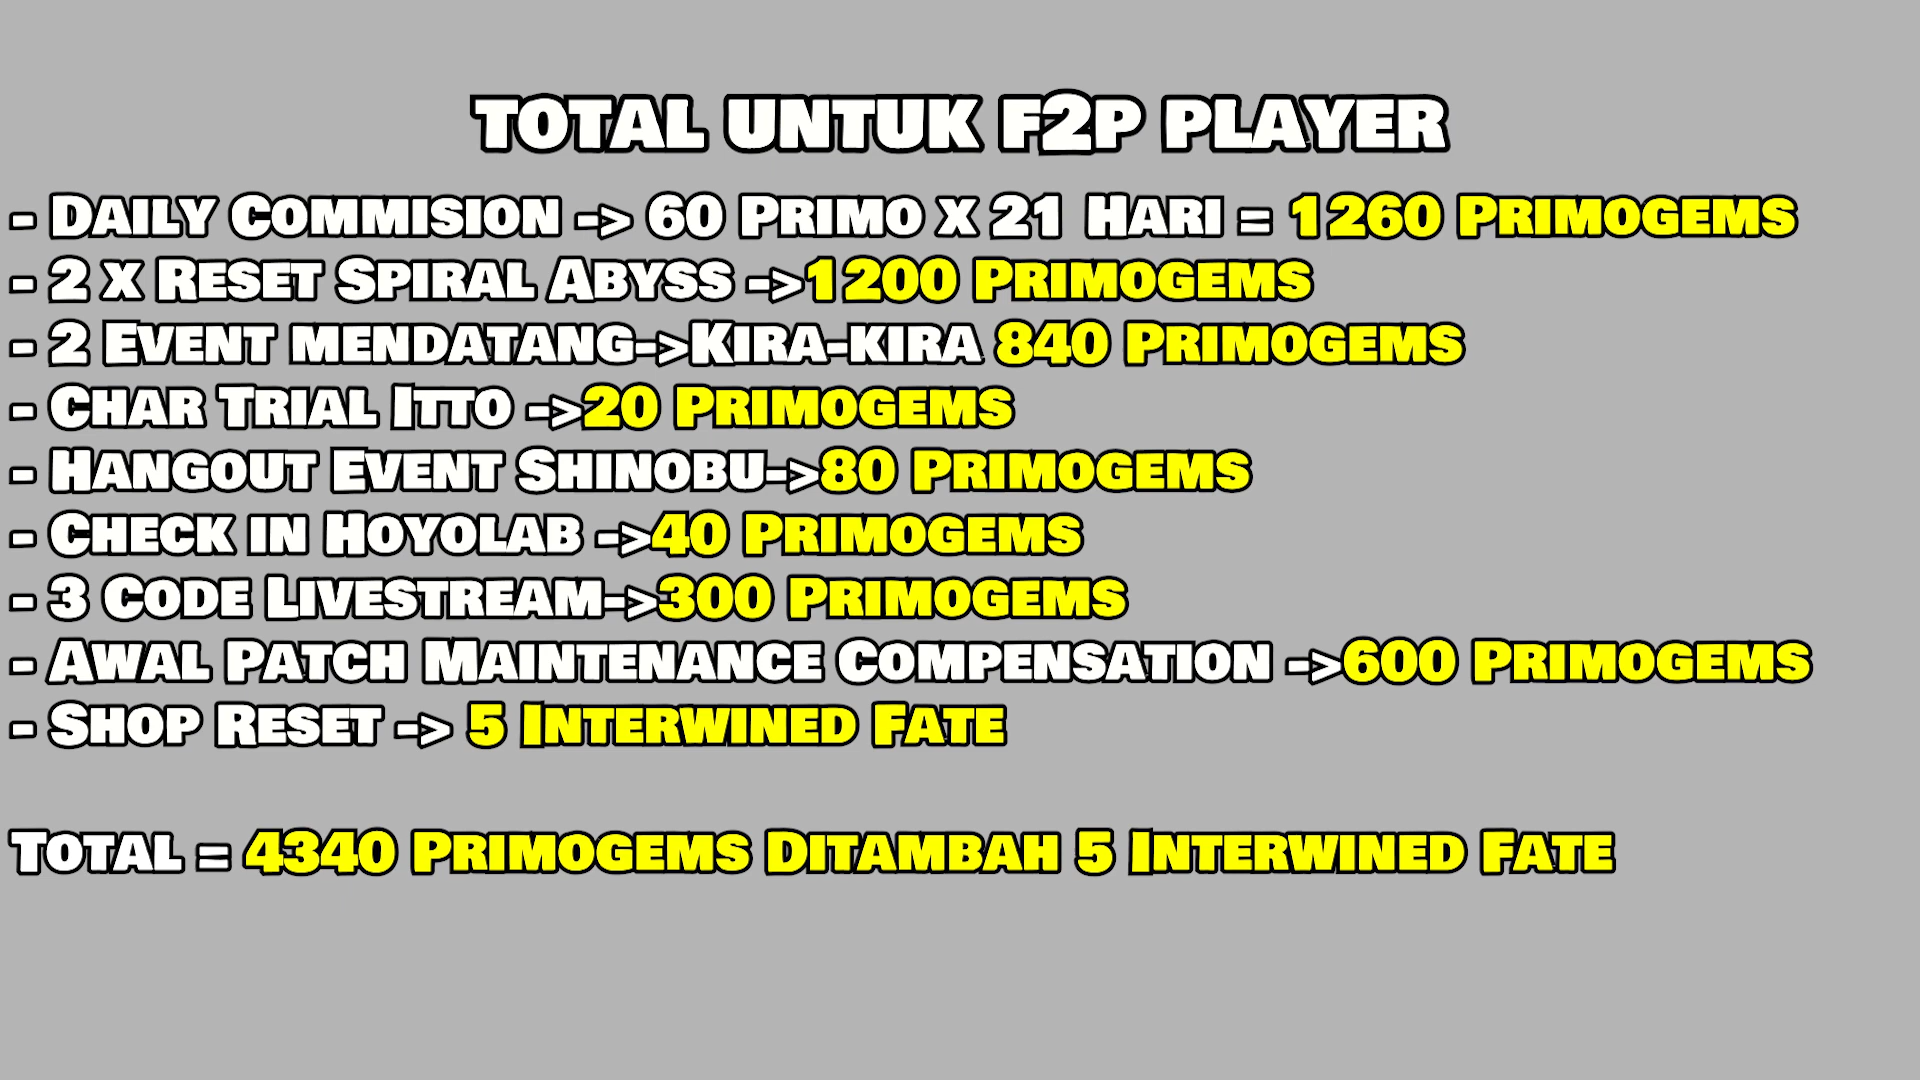 TOTAL UNTUK F2P PLAYER
- Daily Commision -> 60 Primo x 21 Hari = 1260 Primogems
- 2 x Reset Spiral Abyss ->1200 Primogems
- 2 Event mendatang->Kira-kira 840 Primogems
- Char Trial Itto ->20 Primogems
- Hangout Event Shinobu->80 Primogems
- Check in Hoyolab ->40 Primogems
- 3 Code Livestream->300 Primogems
- Awal Patch Maintenance Compensation ->600 Primogems
- Shop Reset -> 5 Interwined Fate
Total = 4340 Primogems Ditambah 5 Interwined Fate